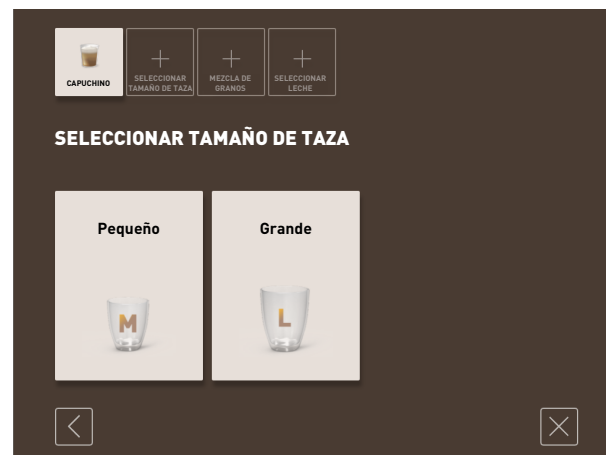 CAPUCHINO
SELECCIONAR
TAMAÑO DE TAZA
MEZCLA DE
GRANOS
SELECCIONAR
LECHE
SELECCIONAR TAMAÑO DE TAZA
Pequeño
Grande
M
L